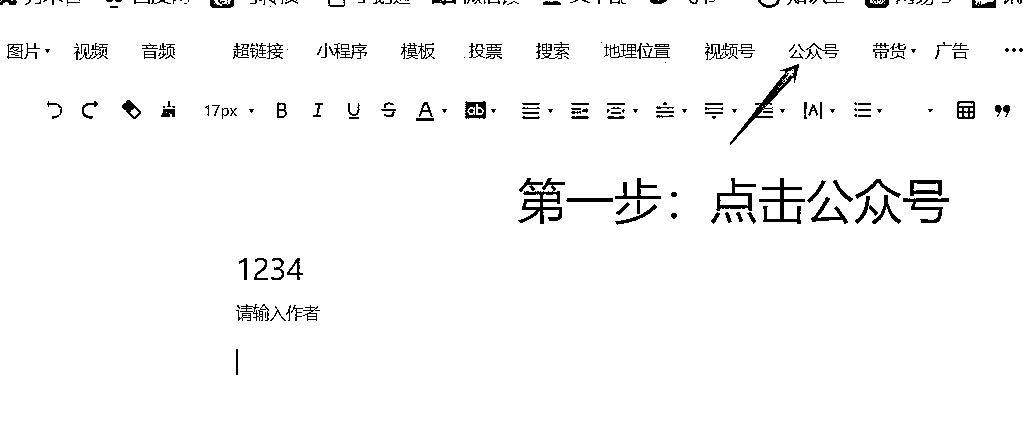 图片 视频 音频 超链接 小程序 模板 投票 搜索 地理位置 视频号 公众号 带货 广告 ···
17px B I U S A ab
第一步：点击公众号
1234
请输入作者